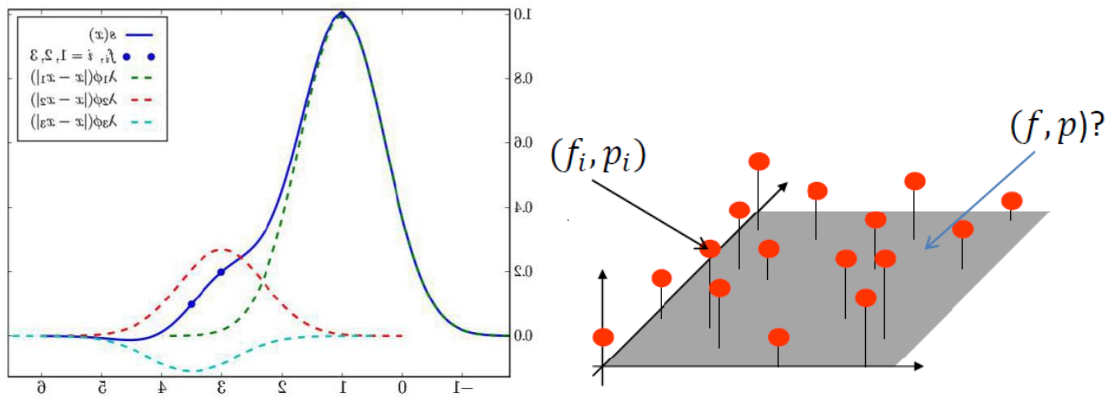 s(x)
f_i, i = 1, 2, 3
λ₁ϕ(|x − x₁|)
λ₂ϕ(|x − x₂|)
λ₃ϕ(|x − x₃|)
1.0
0.8
0.6
0.4
0.2
0.0
6 5 4 3 2 1 0 −1
(f_i, p_i)
(f, p)?